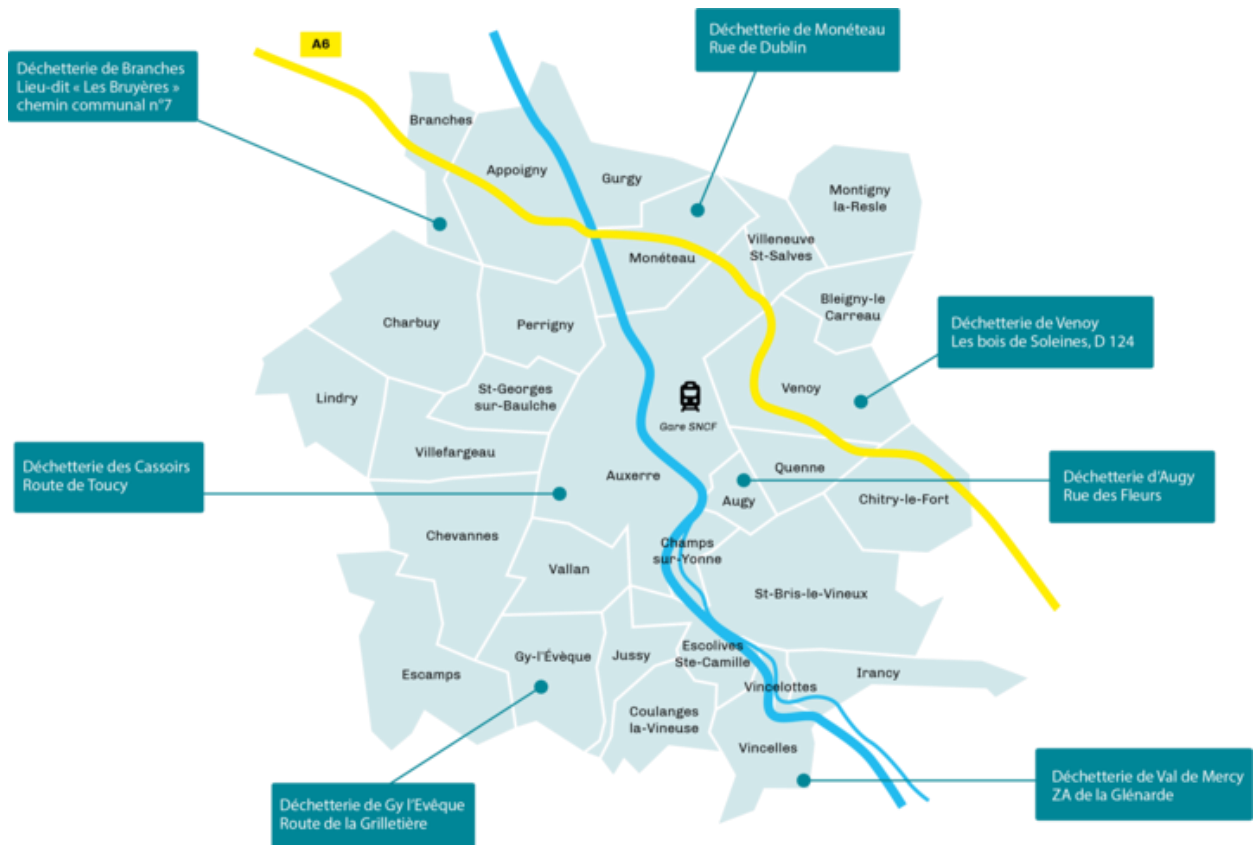 A6
Déchetterie de Monéteau
Rue de Dublin
Déchetterie de Branches
Lieu-dit « Les Bruyères »
chemin communal n°7
Branches
Appoigny
Gurgy
Montigny
la-Resle
Villeneuve
St-Salves
Monéteau
Bleigny-le
Carreau
Charbuy
Perrigny
Déchetterie de Venoy
Les bois de Soleines, D 124
Venoy
Lindry
St-Georges
sur-Baulche
Gare SNCF
Villefargeau
Déchetterie des Cassoirs
Route de Toucy
Auxerre
Quenne
Augy
Chitry-le-Fort
Déchetterie d'Augy
Rue des Fleurs
Chevannes
Champs
sur-Yonne
Vallan
St-Bris-le-Vineux
Escamps
Gy-l'Évèque
Jussy
Escolives
Ste-Camille
Irancy
Vincelottes
Coulanges
la-Vineuse
Vincelles
Déchetterie de Val de Mercy
ZA de la Glénarde
Déchetterie de Gy l'Evêque
Route de la Grilletière